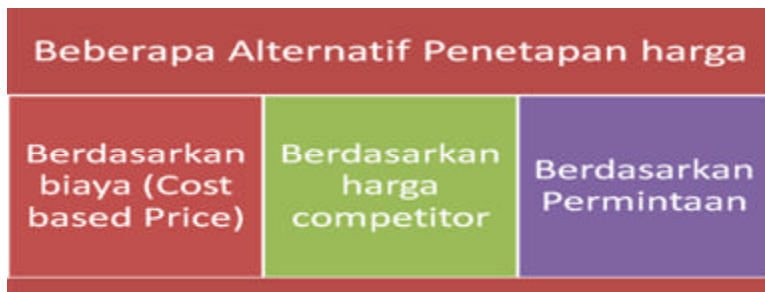 Beberapa Alternatif Penetapan harga
Berdasarkan
biaya (Cost
based Price)
Berdasarkan
harga
competitor
Berdasarkan
Permintaan